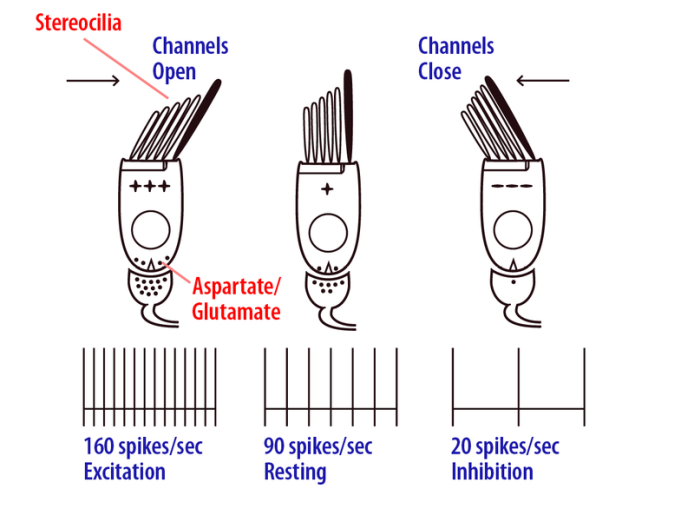 Stereocilia
Channels
Open
Channels
Close
+++
+
---
Aspartate/
Glutamate
160 spikes/sec
Excitation
90 spikes/sec
Resting
20 spikes/sec
Inhibition